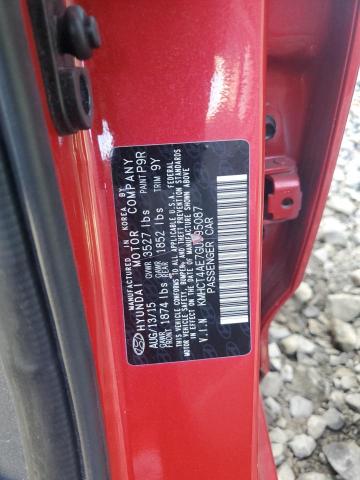 MANUFACTURED IN KOREA BY
HYUNDAI MOTOR COMPANY
AUG/13/15 GVWR 3527 lbs PAINT P9R
GAWR FRONT 1874 lbs GAWR REAR 1852 lbs TRIM 9Y
THIS VEHICLE CONFORMS TO ALL APPLICABLE U.S.A. FEDERAL
MOTOR VEHICLE SAFETY, BUMPER, AND THEFT PREVENTION STANDARDS
IN EFFECT ON THE DATE OF MANUFACTURE SHOWN ABOVE.
V.I.N
PASSENGER CAR